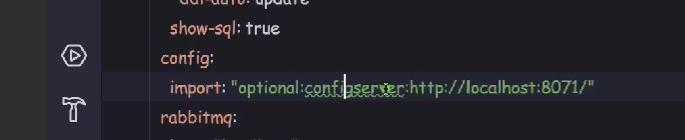 show-sql: true
config:
import: "optional:configserver:http://localhost:8071/"
rabbitmq: